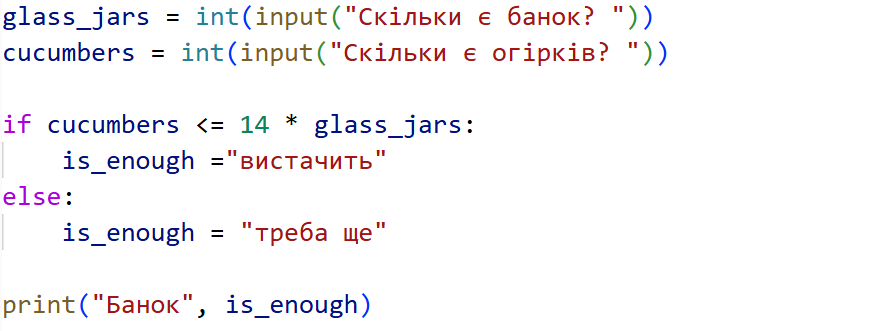 glass_jars = int(input("Скільки є банок? "))
cucumbers = int(input("Скільки є огірків? "))
if cucumbers <= 14 * glass_jars:
    is_enough ="вистачить"
else:
    is_enough = "треба ще"
print("Банок", is_enough)